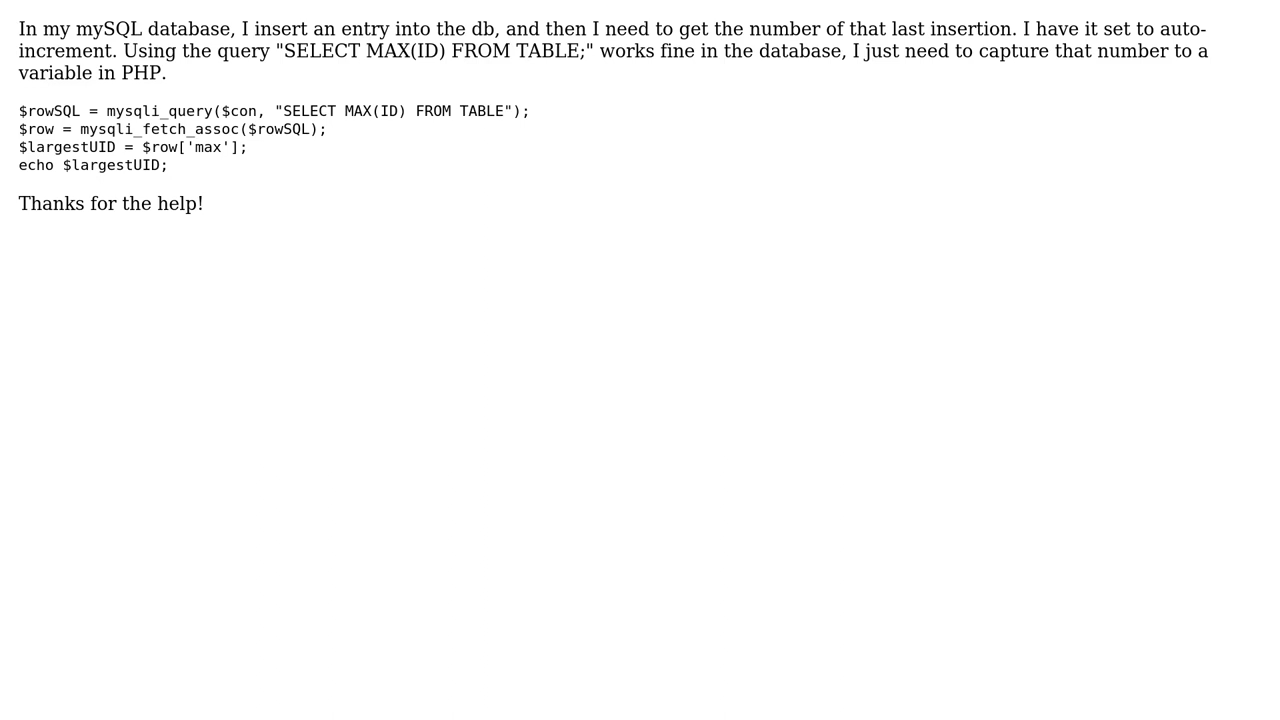 In my mySQL database, I insert an entry into the db, and then I need to get the number of that last insertion. I have it set to auto-
increment. Using the query "SELECT MAX(ID) FROM TABLE;" works fine in the database, I just need to capture that number to a
variable in PHP.
$rowSQL = mysqli_query($con, "SELECT MAX(ID) FROM TABLE");
$row = mysqli_fetch_assoc($rowSQL);
$largestUID = $row['max'];
echo $largestUID;
Thanks for the help!